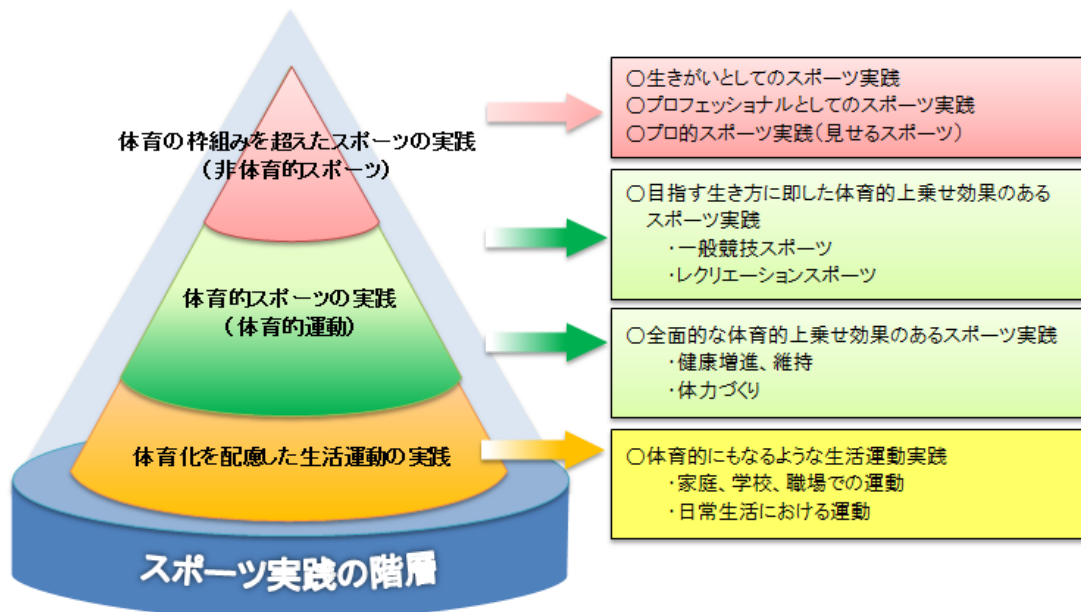 体育の枠組みを超えたスポーツの実践
(非体育的スポーツ)
体育的スポーツの実践
(体育的運動)
体育化を配慮した生活運動の実践
スポーツ実践の階層
○生きがいとしてのスポーツ実践
○プロフェッショナルとしてのスポーツ実践
○プロ的スポーツ実践(見せるスポーツ)
○目指す生き方に即した体育的上乗せ効果のある
スポーツ実践
・一般競技スポーツ
・レクリエーションスポーツ
○全面的な体育的上乗せ効果のあるスポーツ実践
・健康増進、維持
・体力づくり
○体育的にもなるような生活運動実践
・家庭、学校、職場での運動
・日常生活における運動